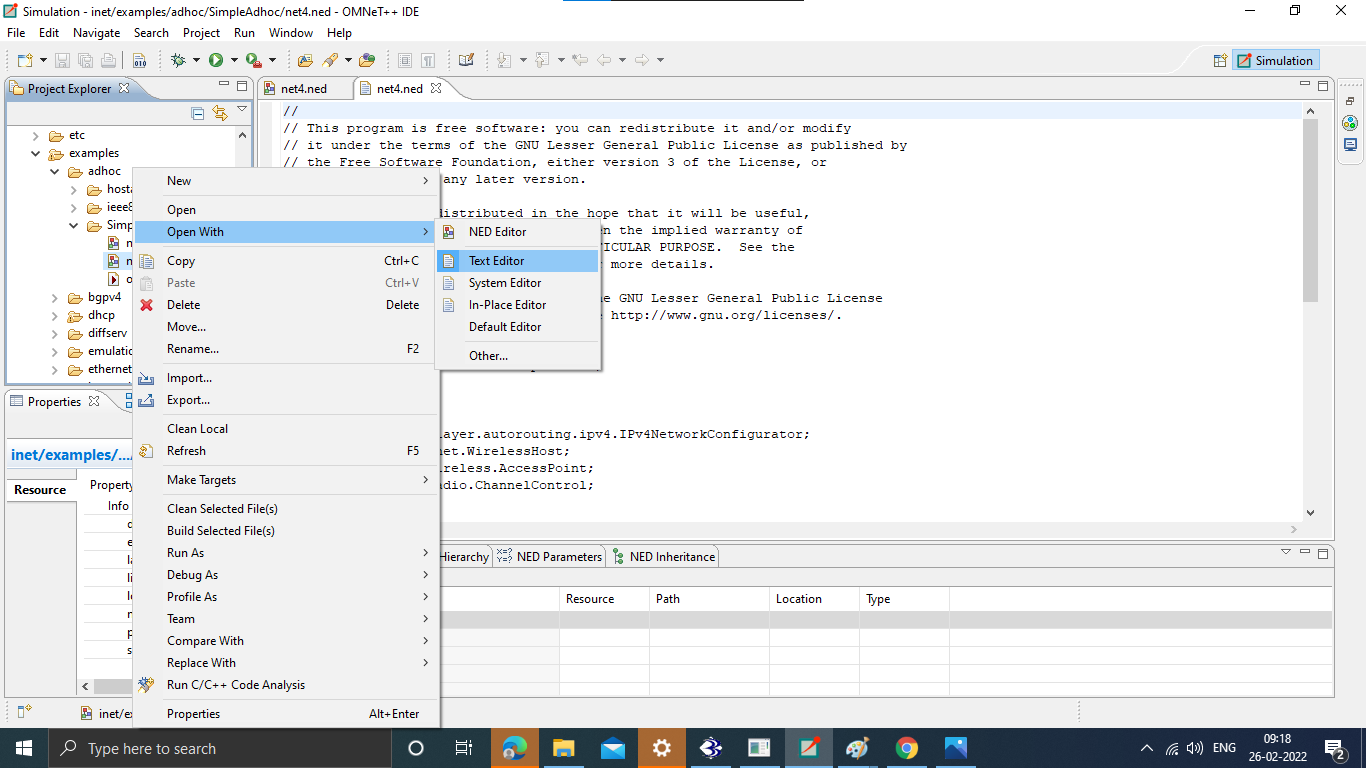 Simulation - inet/examples/adhoc/SimpleAdhoc/net4.ned - OMNeT++ IDE
File Edit Navigate Search Project Run Window Help
Simulation
Project Explorer
etc
examples
adhoc
bgpv4
dhcp
diffserv
ethernet
net4.ned
net4.ned
//
// This program is free software: you can redistribute it and/or modify
// it under the terms of the GNU Lesser General Public License as published by
// the Free Software Foundation, either version 3 of the License, or
any later version.
istributed in the hope that it will be useful,
n the implied warranty of
ICULAR PURPOSE. See the
more details.
e GNU Lesser General Public License
http://www.gnu.org/licenses/.
ayer.autorouting.ipv4.IPv4NetworkConfigurator;
et.WirelessHost;
ireless.AccessPoint;
dio.ChannelControl;
New
Open
Open With
Copy Ctrl+C
Paste Ctrl+V
Delete Delete
Move...
Rename... F2
Import...
Export...
Clean Local
Refresh F5
Make Targets
Clean Selected File(s)
Build Selected File(s)
Run As
Debug As
Profile As
Team
Compare With
Replace With
Run C/C++ Code Analysis
Properties Alt+Enter
NED Editor
Text Editor
System Editor
In-Place Editor
Default Editor
Other...
Properties
inet/examples/.../
Resource
Property
Info
Hierarchy NED Parameters NED Inheritance
Resource Path Location Type
inet/e
Type here to search
ENG
09:18
26-02-2022
2